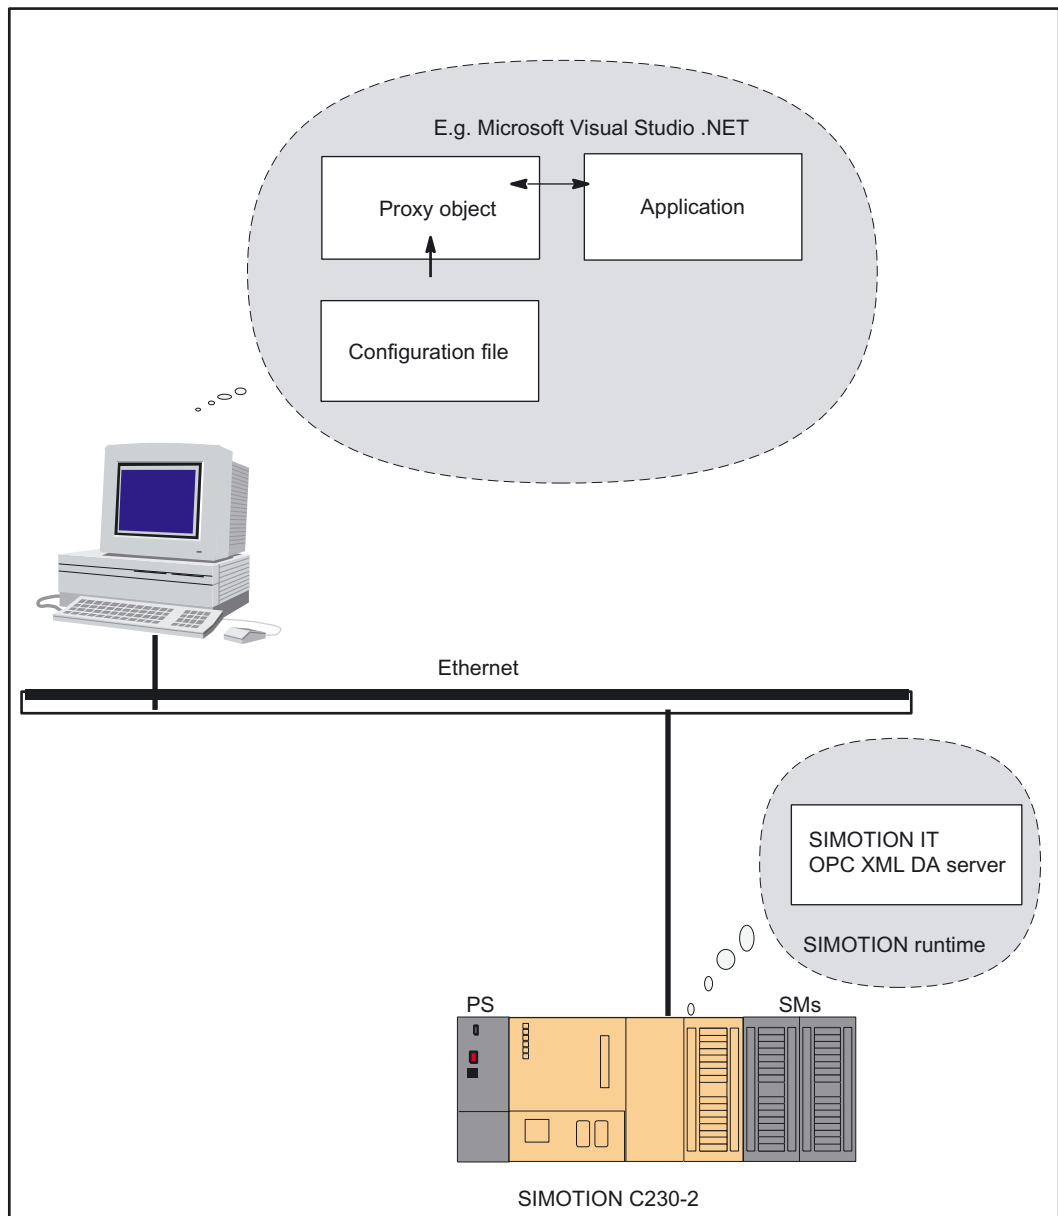 E.g. Microsoft Visual Studio .NET
Proxy object
Application
Configuration file
Ethernet
SIMOTION IT
OPC XML DA server
SIMOTION runtime
PS
SMs
SIMOTION C230-2